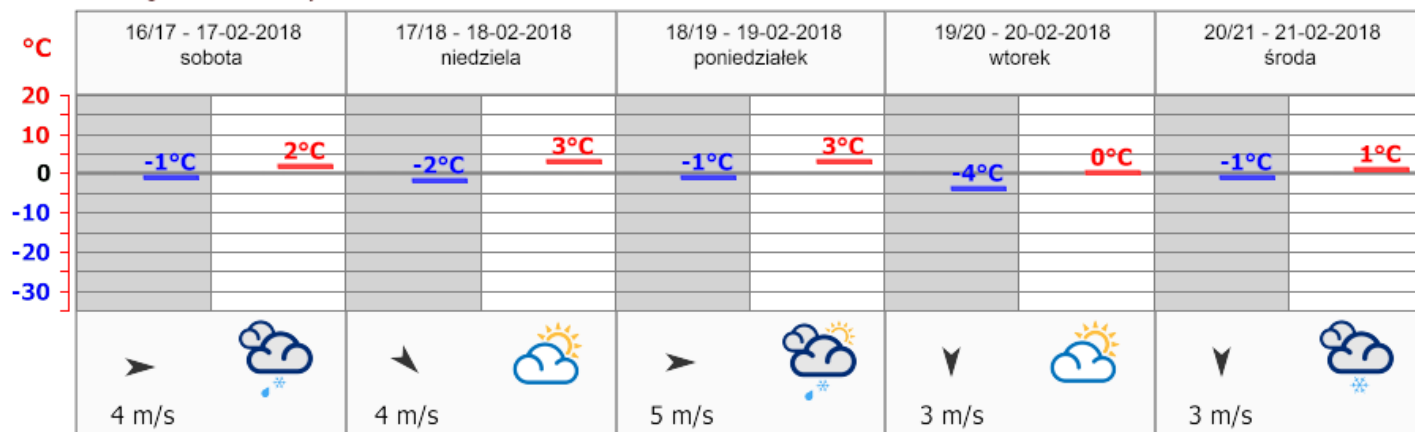 16/17 - 17-02-2018
sobota
17/18 - 18-02-2018
niedziela
18/19 - 19-02-2018
poniedziałek
19/20 - 20-02-2018
wtorek
20/21 - 21-02-2018
środa
°C
20
10
0
-10
-20
-30
-1°C
2°C
-2°C
3°C
-1°C
3°C
-4°C
0°C
-1°C
1°C
4 m/s
4 m/s
5 m/s
3 m/s
3 m/s